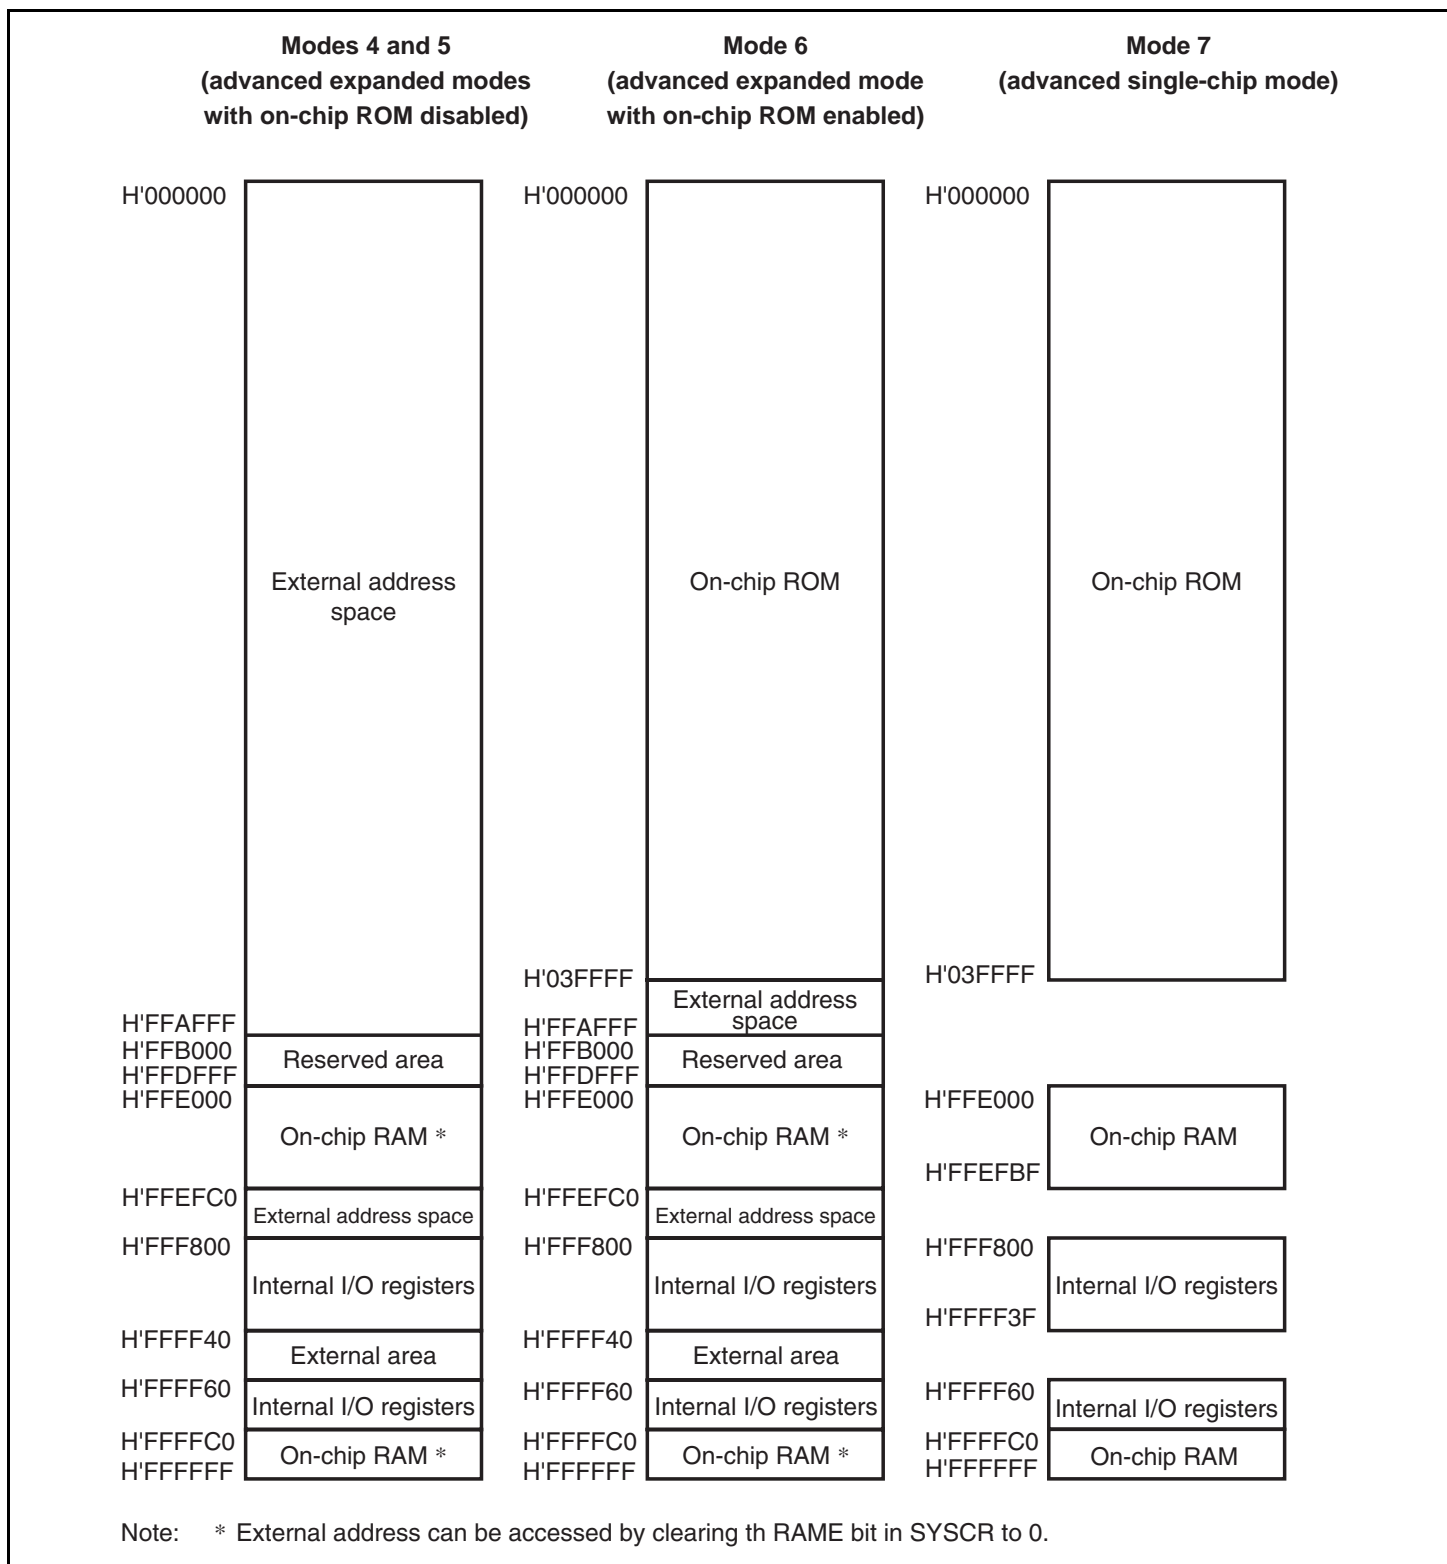 Modes 4 and 5
(advanced expanded modes
with on-chip ROM disabled)
H'000000
External address
space
H'FFAFFF
H'FFB000
Reserved area
H'FFDFFF
H'FFE000
On-chip RAM *
H'FFEFC0
External address space
H'FFF800
Internal I/O registers
H'FFFF40
External area
H'FFFF60
Internal I/O registers
H'FFFFC0
On-chip RAM *
H'FFFFFF
Mode 6
(advanced expanded mode
with on-chip ROM enabled)
H'000000
On-chip ROM
H'03FFFF
External address
space
H'FFAFFF
H'FFB000
Reserved area
H'FFDFFF
H'FFE000
On-chip RAM *
H'FFEFC0
External address space
H'FFF800
Internal I/O registers
H'FFFF40
External area
H'FFFF60
Internal I/O registers
H'FFFFC0
On-chip RAM *
H'FFFFFF
Mode 7
(advanced single-chip mode)
H'000000
On-chip ROM
H'03FFFF
H'FFE000
On-chip RAM
H'FFEFBF
H'FFF800
Internal I/O registers
H'FFFF3F
H'FFFF60
Internal I/O registers
H'FFFFC0
On-chip RAM
H'FFFFFF
Note: * External address can be accessed by clearing th RAME bit in SYSCR to 0.